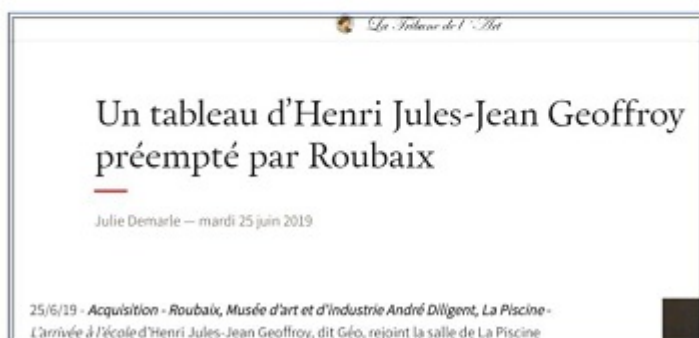 La Tribune de l'Art
Un tableau d'Henri Jules-Jean Geoffroy
préempté par Roubaix
Julie Demarle — mardi 25 juin 2019
25/6/19 - Acquisition - Roubaix, Musée d'art et d'industrie André Diligent, La Piscine -
L'arrivée à l'école d'Henri Jules-Jean Geoffroy, dit Géo, rejoint la salle de La Piscine